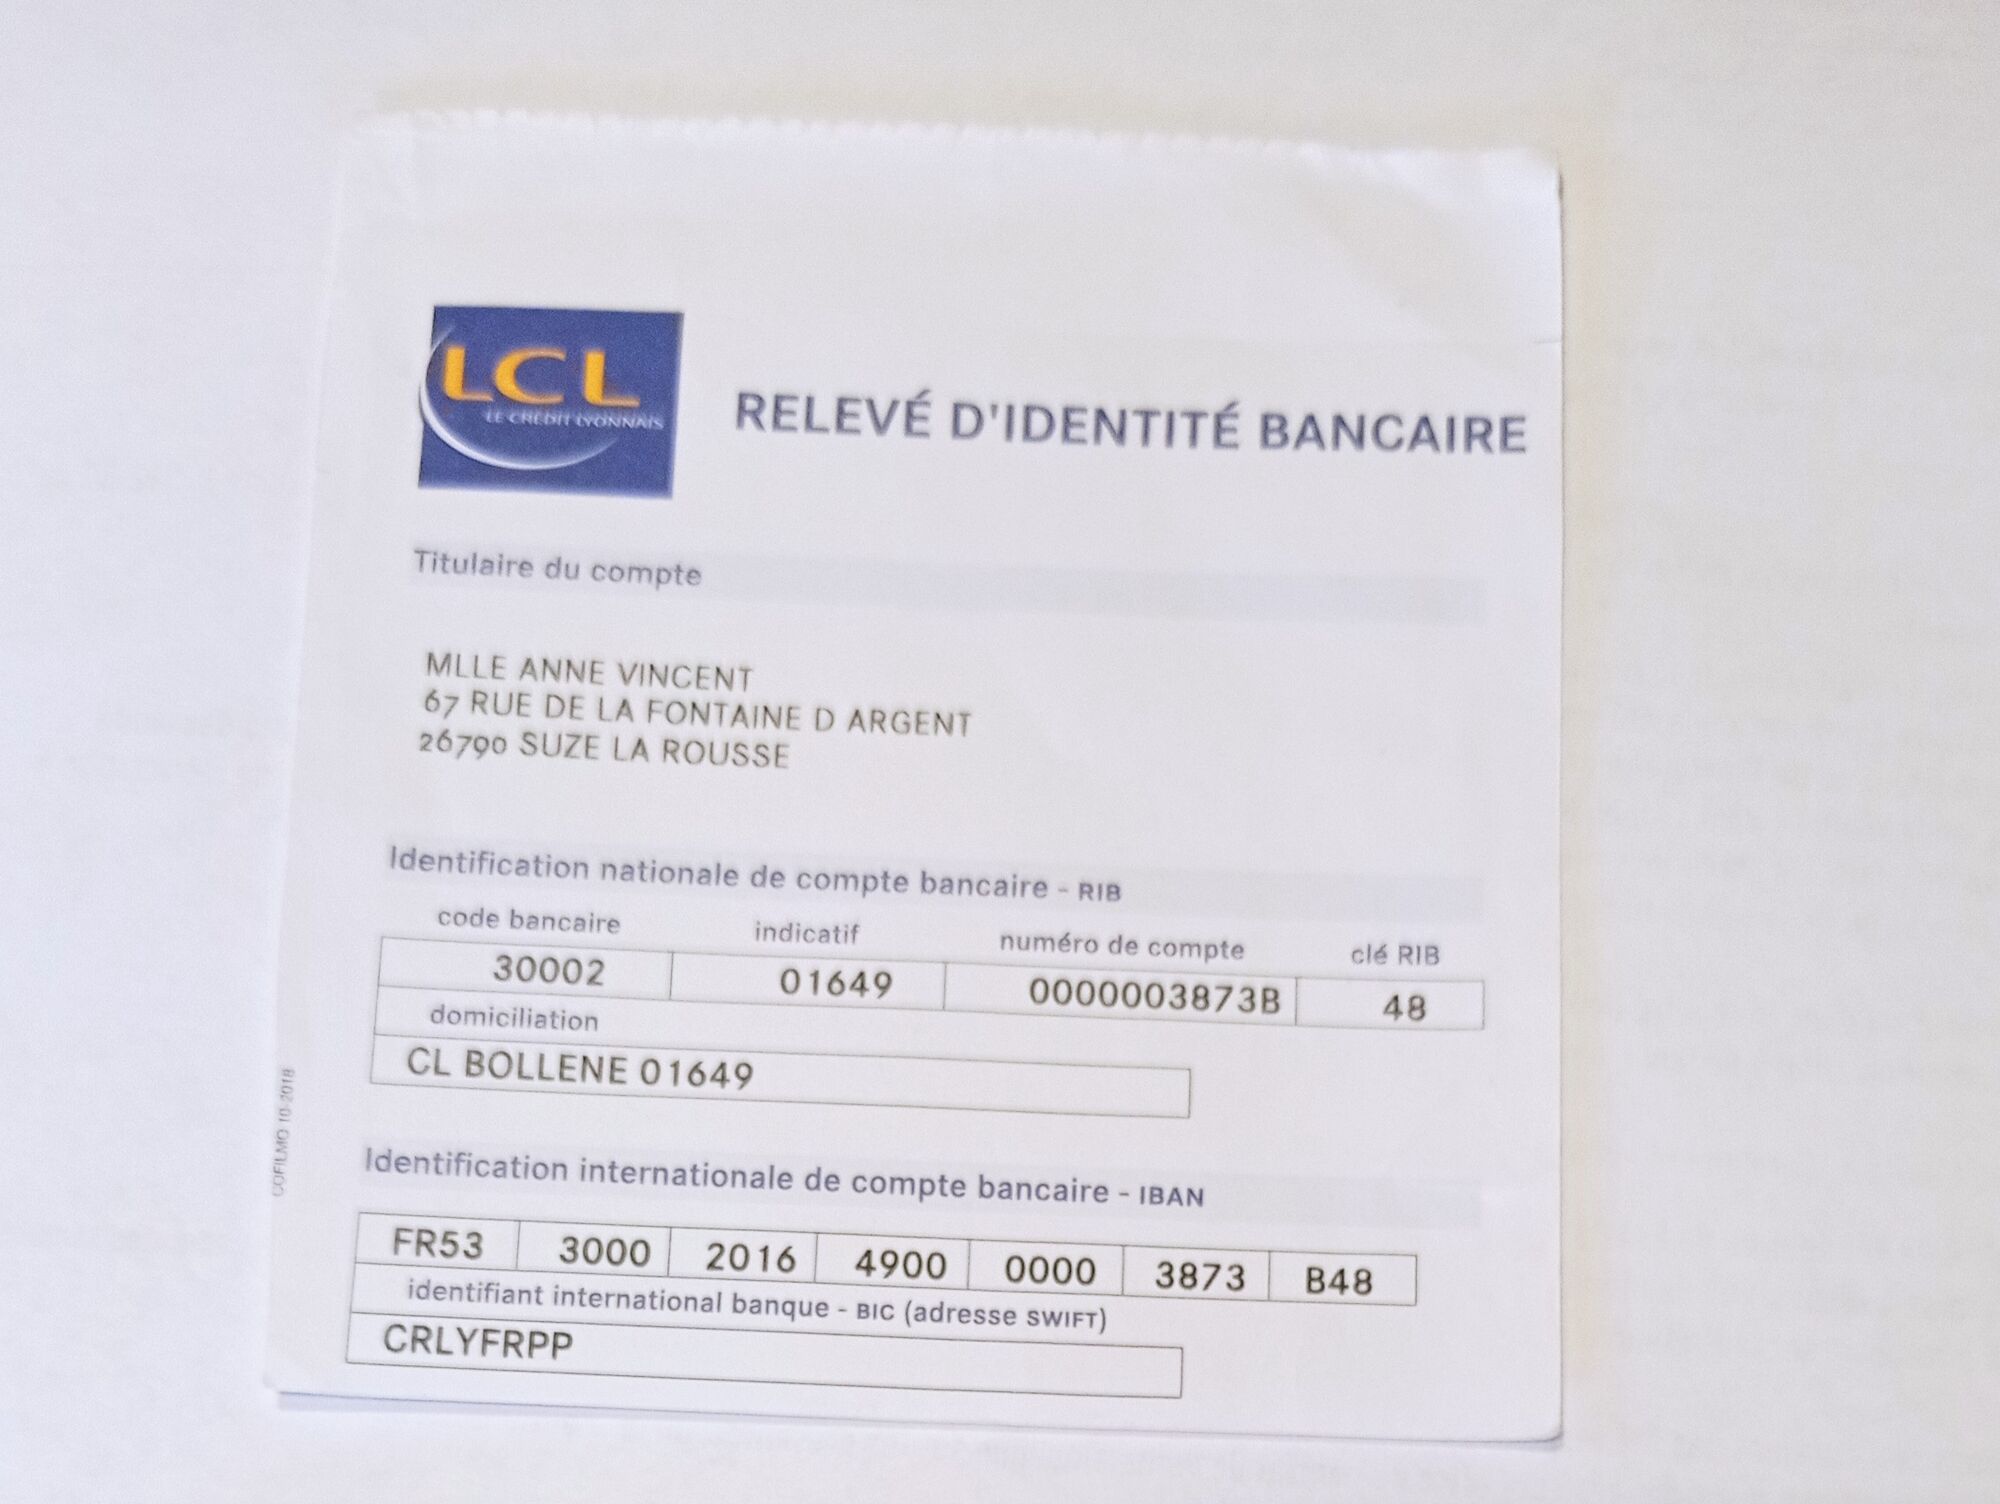 LCL
LE CRÉDIT LYONNAIS
RELEVÉ D'IDENTITÉ BANCAIRE
Titulaire du compte
MLLE ANNE VINCENT
67 RUE DE LA FONTAINE D ARGENT
26790 SUZE LA ROUSSE
Identification nationale de compte bancaire - RIB
code bancaire indicatif numéro de compte clé RIB
30002 01649 0000003873B 48
domiciliation
CL BOLLENE 01649
COFILMO 10-2018
Identification internationale de compte bancaire - IBAN
FR53 3000 2016 4900 0000 3873 B48
identifiant international banque - BIC (adresse SWIFT)
CRLYFRPP